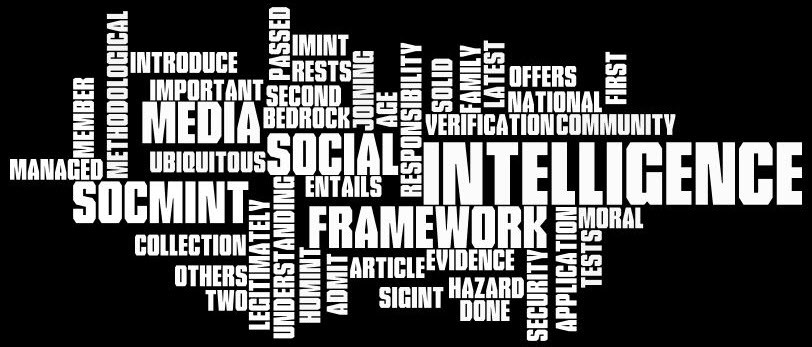 PASSED
METHODOLOGICAL
IMINT
INTRODUCE
RESTS
JOINING
RESPONSIBILITY
SOLID
FAMILY
LATEST
FIRST
OFFERS
MEMBER
IMPORTANT
SECOND
AGE
NATIONAL
MEDIA
BEDROCK
VERIFICATION
COMMUNITY
MANAGED
UBIQUITOUS
SOCIAL
INTELLIGENCE
ENTAILS
SOCMINT
FRAMEWORK
MORAL
COLLECTION
LEGITIMATELY
UNDERSTANDING
HUMINT
ADMIT
ARTICLE
EVIDENCE
SECURITY
APPLICATION
TESTS
OTHERS
SIGINT
HAZARD
TWO
DONE